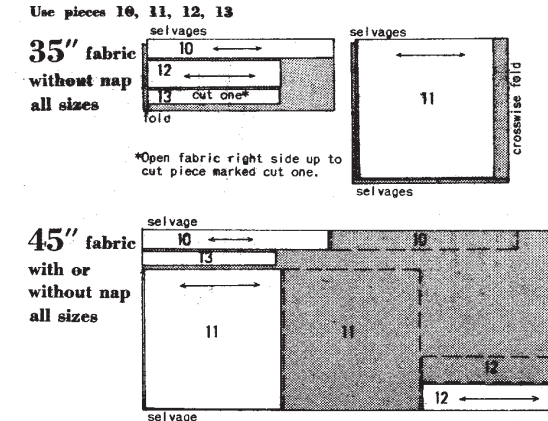 Use pieces 10, 11, 12, 13
35" fabric
without nap
all sizes
selvages
10
12
13 cut one*
fold
*Open fabric right side up to
cut piece marked cut one.
selvages
11
crosswise fold
selvages
45" fabric
with or
without nap
all sizes
selvage
10
10
13
11
11
12
12
selvage